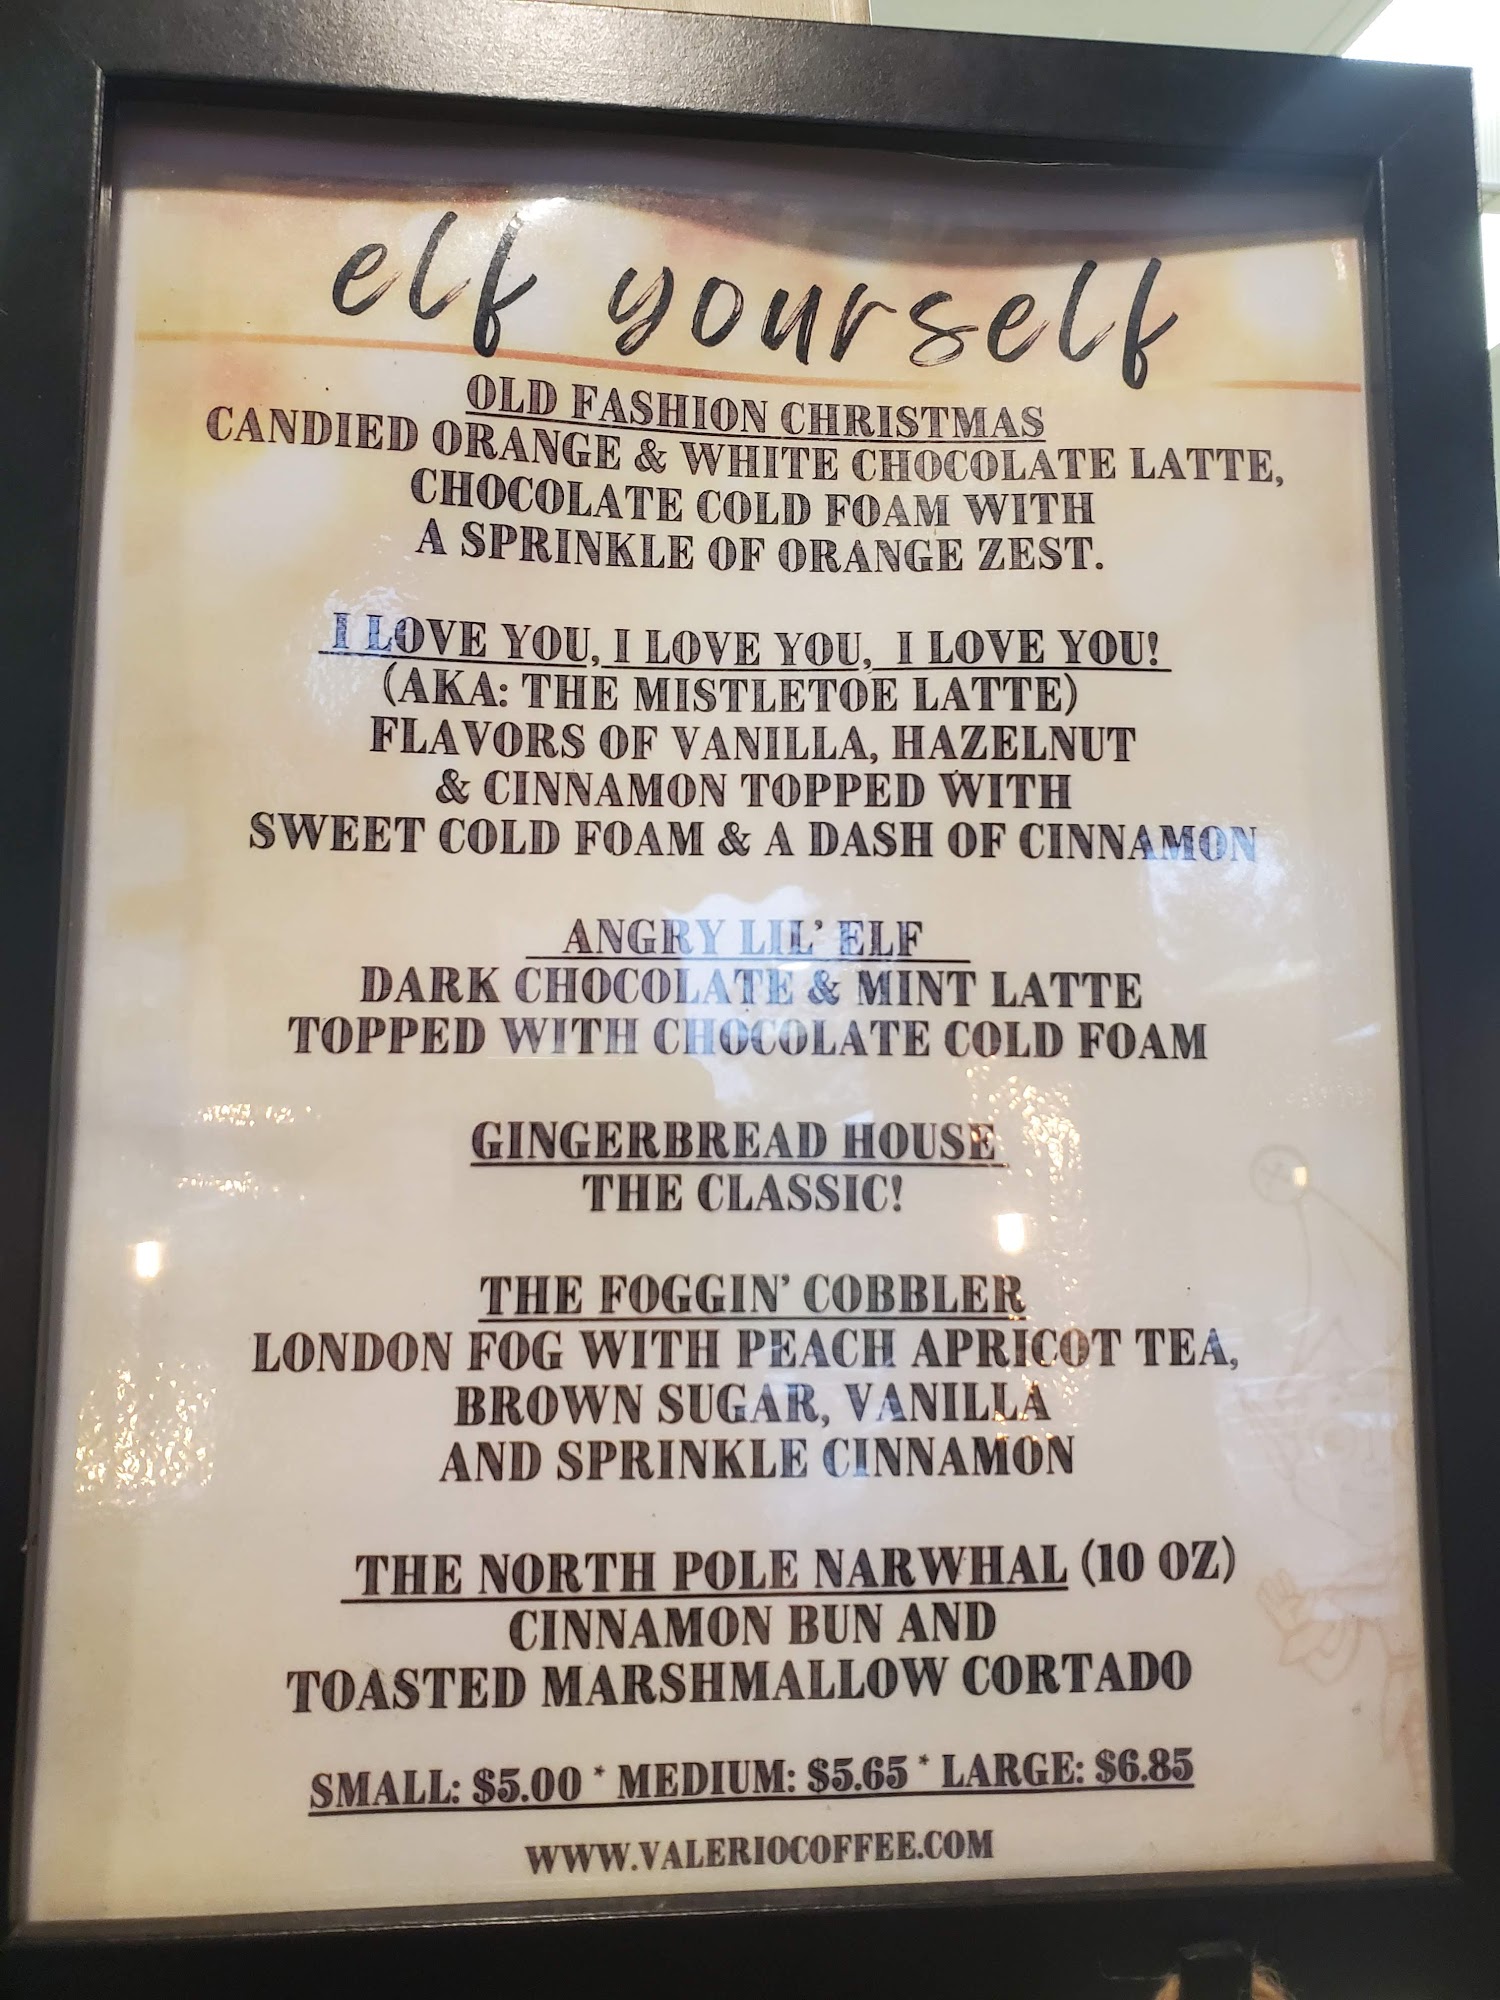 elf yourself
OLD FASHION CHRISTMAS
CANDIED ORANGE & WHITE CHOCOLATE LATTE,
CHOCOLATE COLD FOAM WITH
A SPRINKLE OF ORANGE ZEST.
I LOVE YOU, I LOVE YOU, I LOVE YOU!
(AKA: THE MISTLETOE LATTE)
FLAVORS OF VANILLA, HAZELNUT
& CINNAMON TOPPED WITH
SWEET COLD FOAM & A DASH OF CINNAMON
ANGRY LIL' ELF
DARK CHOCOLATE & MINT LATTE
TOPPED WITH CHOCOLATE COLD FOAM
GINGERBREAD HOUSE
THE CLASSIC!
THE FOGGIN' COBBLER
LONDON FOG WITH PEACH APRICOT TEA,
BROWN SUGAR, VANILLA
AND SPRINKLE CINNAMON
THE NORTH POLE NARWHAL (10 OZ)
CINNAMON BUN AND
TOASTED MARSHMALLOW CORTADO
SMALL: $5.00 * MEDIUM: $5.65 * LARGE: $6.85
WWW.VALERIOCOFFEE.COM